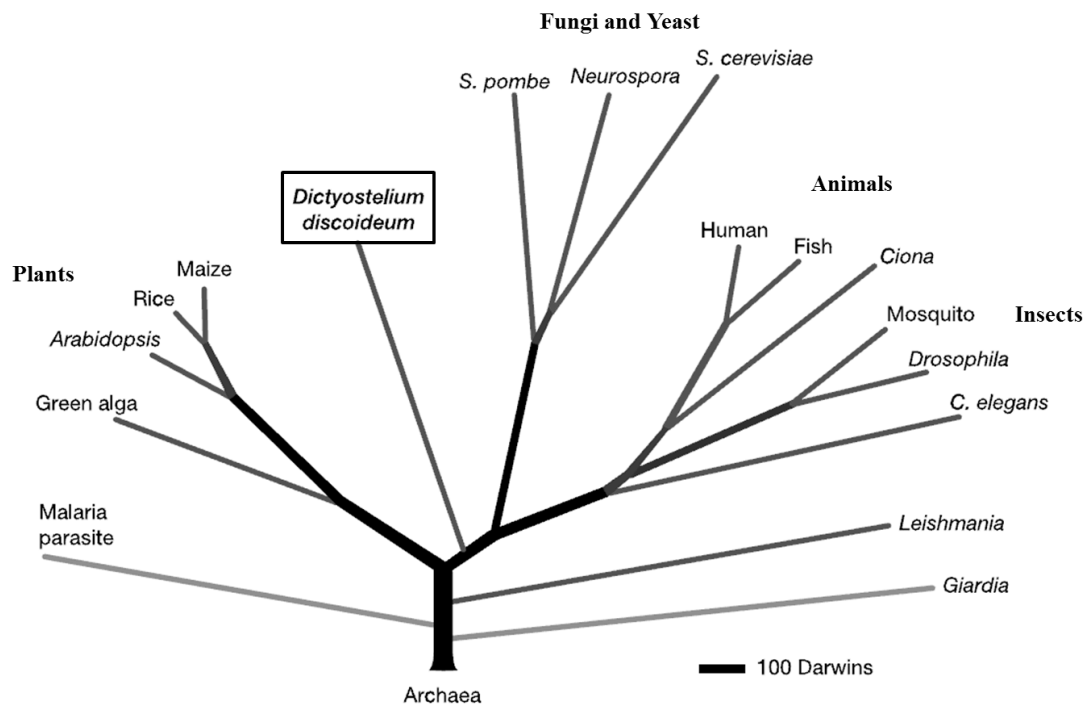 Fungi and Yeast
S. pombe
Neurospora
S. cerevisiae
Dictyostelium
discoideum
Animals
Human
Fish
Ciona
Plants
Maize
Rice
Arabidopsis
Green alga
Mosquito
Insects
Drosophila
C. elegans
Malaria
parasite
Leishmania
Giardia
100 Darwins
Archaea